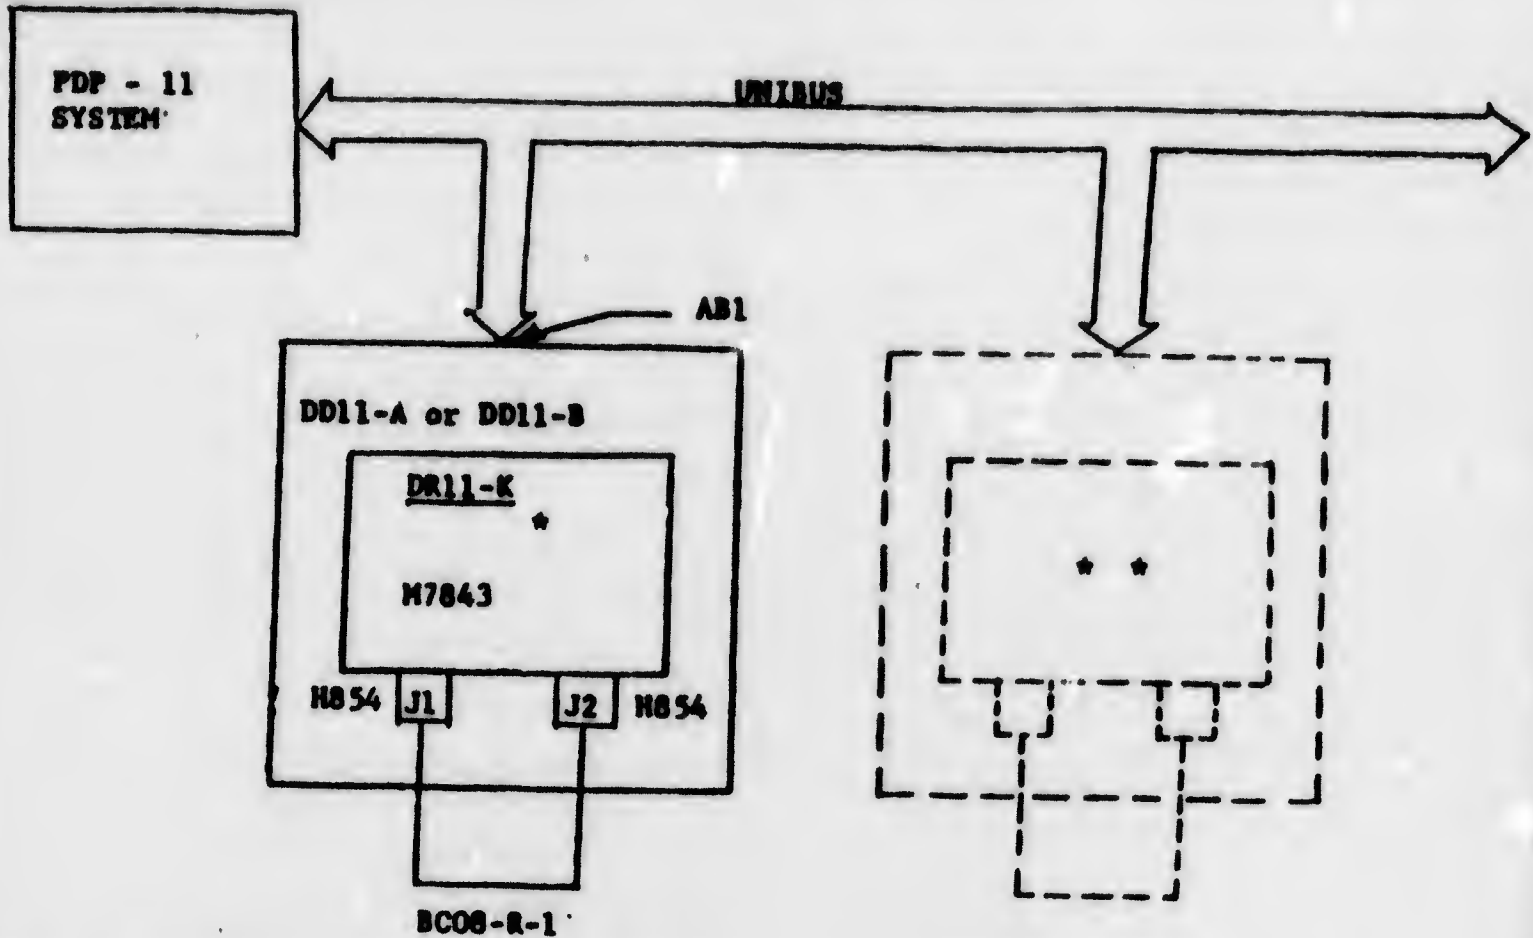 PDP - 11
SYSTEM
UNIBUS
AB1
DD11-A or DD11-B
DR11-K
*
M7843
* *
H854 J1 J2 H854
BC08-R-1